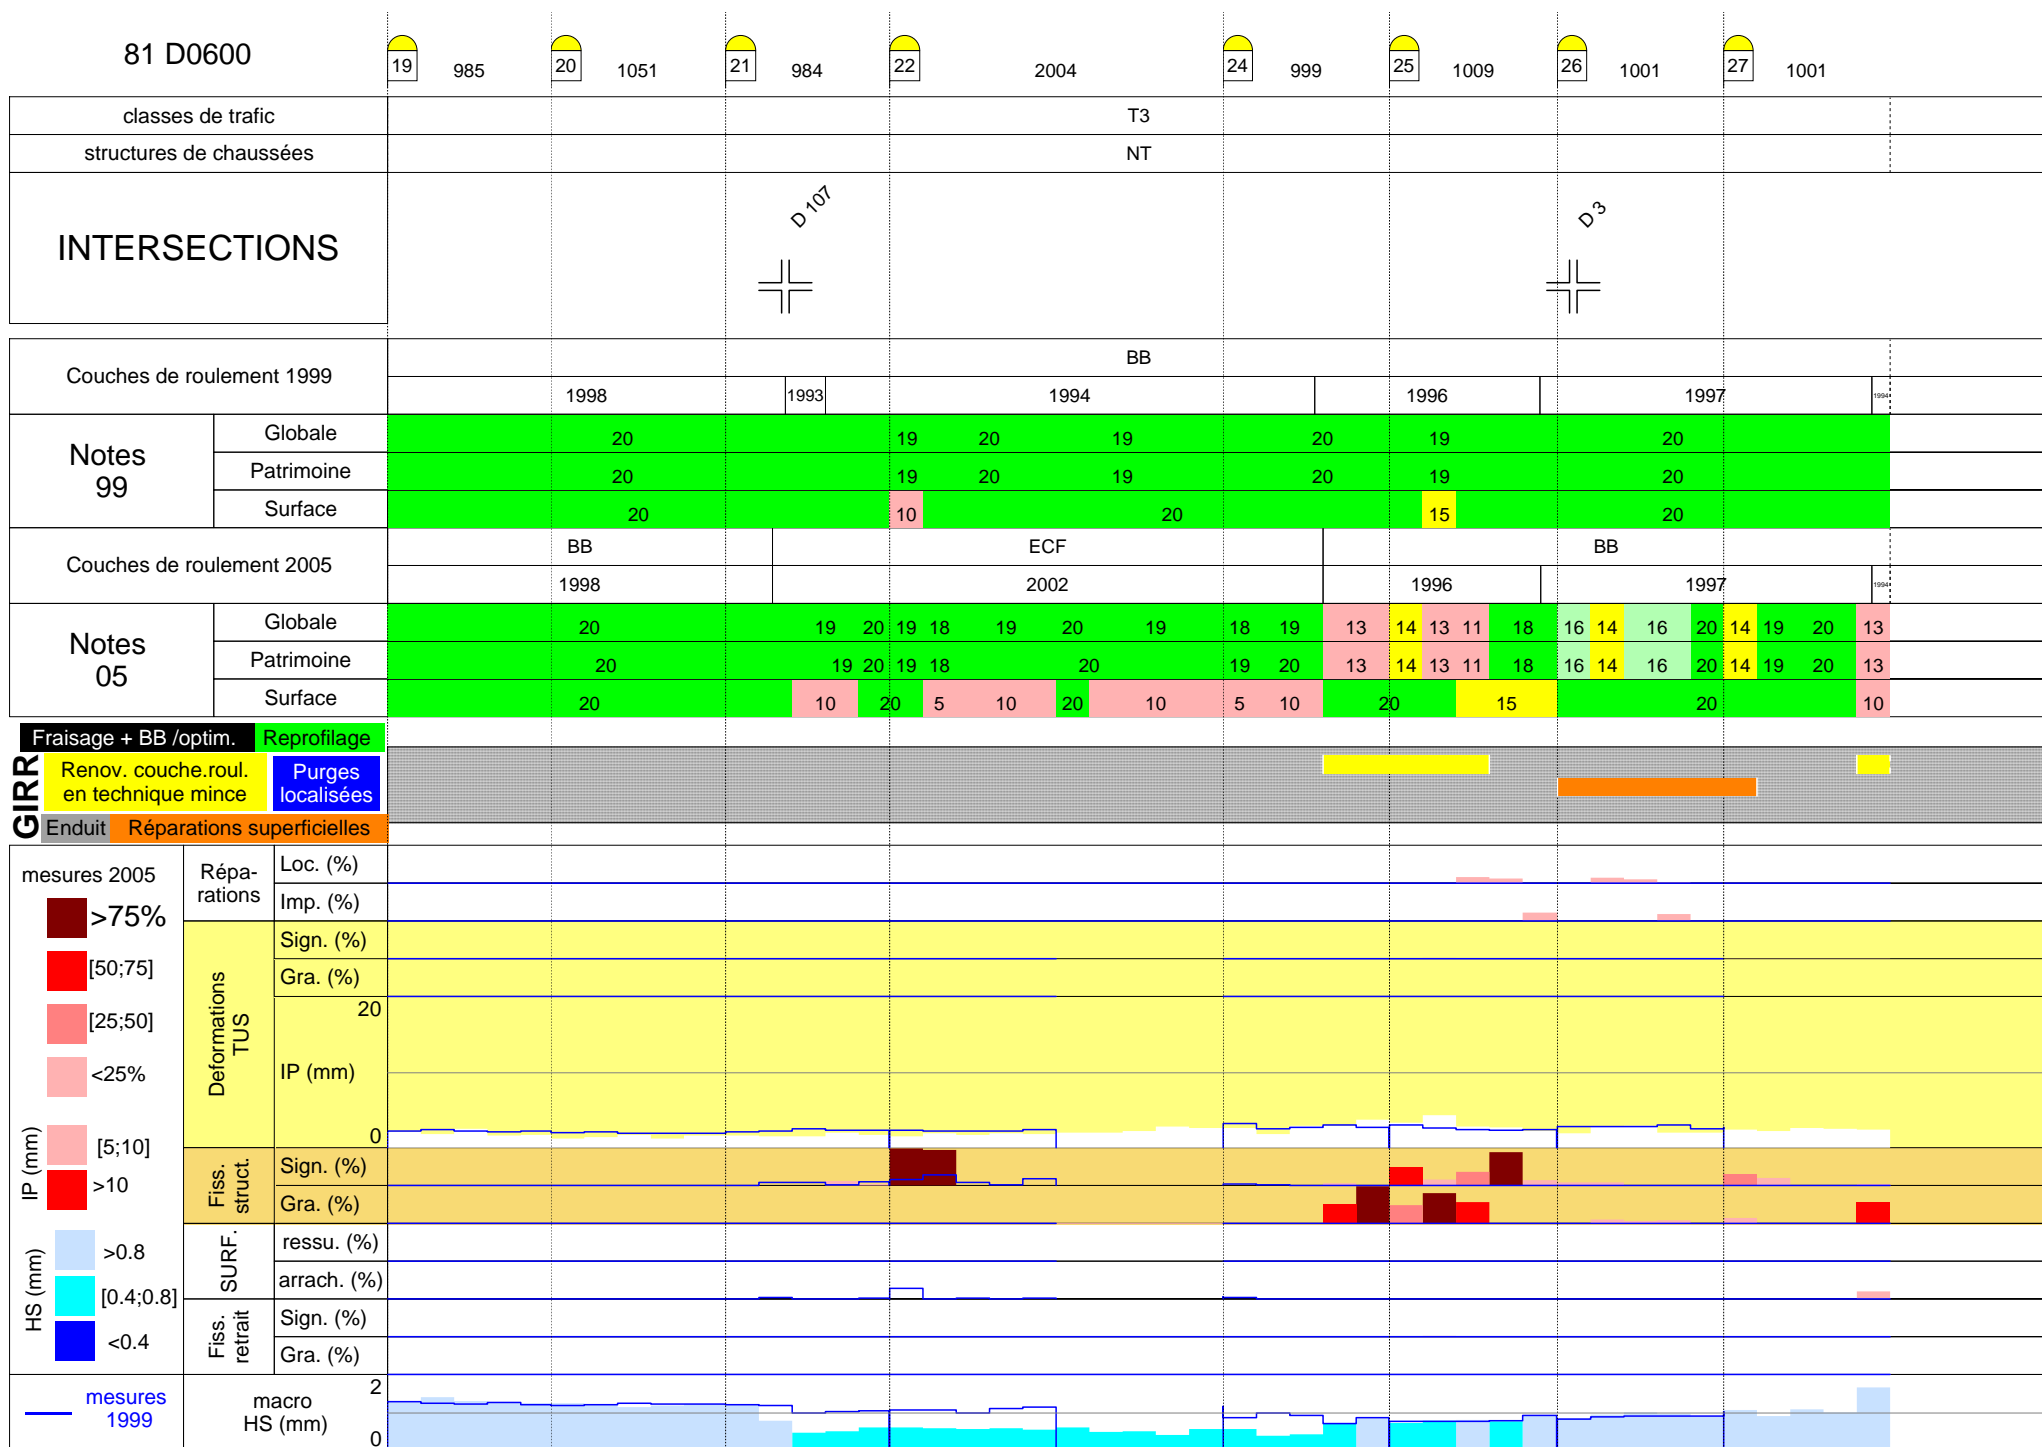 81 D0600
19 985 20 1051 21 984 22 2004 24 999 25 1009 26 1001 27 1001
classes de trafic T3
structures de chaussées NT
INTERSECTIONS D 107 D 3
Couches de roulement 1999 BB
1998 1993 1994 1996 1997 1994
Notes 99
Globale 20 19 20 19 20 19 20
Patrimoine 20 19 20 19 20 19 20
Surface 20 10 20 15 20
Couches de roulement 2005 BB ECF BB
1998 2002 1996 1997 1994
Notes 05
Globale 20 19 20 19 18 19 20 19 18 19 13 14 13 11 18 16 14 16 20 14 19 20 13
Patrimoine 20 19 20 19 18 20 19 20 13 14 13 11 18 16 14 16 20 14 19 20 13
Surface 20 10 20 5 10 20 10 5 10 20 15 20 10
GIRR
Fraisage + BB /optim. Reprofilage
Renov. couche.roul.
en technique mince
Purges
localisées
Enduit Réparations superficielles
mesures 2005
>75%
[50;75]
[25;50]
<25%
IP (mm)
[5;10]
>10
HS (mm)
>0.8
[0.4;0.8]
<0.4
mesures
1999
Répa-
rations
Loc. (%)
Imp. (%)
Deformations
TUS
Sign. (%)
Gra. (%)
20
IP (mm)
0
Fiss.
struct.
Sign. (%)
Gra. (%)
SURF.
ressu. (%)
arrach. (%)
Fiss.
retrait
Sign. (%)
Gra. (%)
macro
HS (mm)
2
0